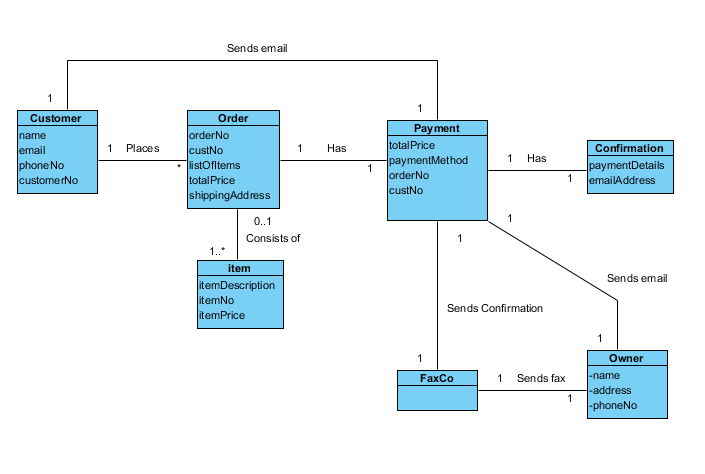 Sends email
1
1
Customer
name
email
phoneNo
customerNo
1 Places
*
Order
orderNo
custNo
listOfItems
totalPrice
shippingAddress
1 Has
1
Payment
totalPrice
paymentMethod
orderNo
custNo
1 Has
1
Confirmation
paymentDetails
emailAddress
0..1
Consists of
1..*
item
itemDescription
itemNo
itemPrice
1
Sends Confirmation
1
1
Sends email
1
FaxCo
1 Sends fax
1
Owner
-name
-address
-phoneNo